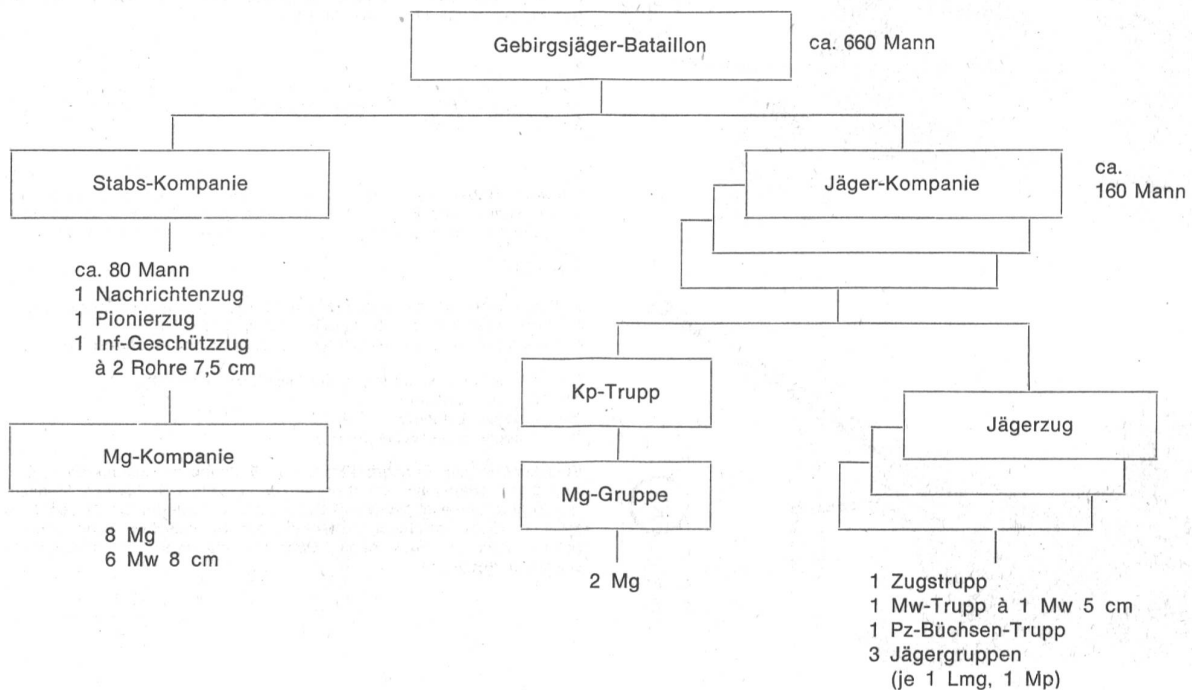 Gebirgsjäger-Bataillon
ca. 660 Mann
Stabs-Kompanie
ca. 80 Mann
1 Nachrichtenzug
1 Pionierzug
1 Inf-Geschützzug
à 2 Rohre 7,5 cm
Mg-Kompanie
8 Mg
6 Mw 8 cm
Jäger-Kompanie
ca.
160 Mann
Kp-Trupp
Mg-Gruppe
2 Mg
Jägerzug
1 Zugstrupp
1 Mw-Trupp à 1 Mw 5 cm
1 Pz-Büchsen-Trupp
3 Jägergruppen
(je 1 Lmg, 1 Mp)